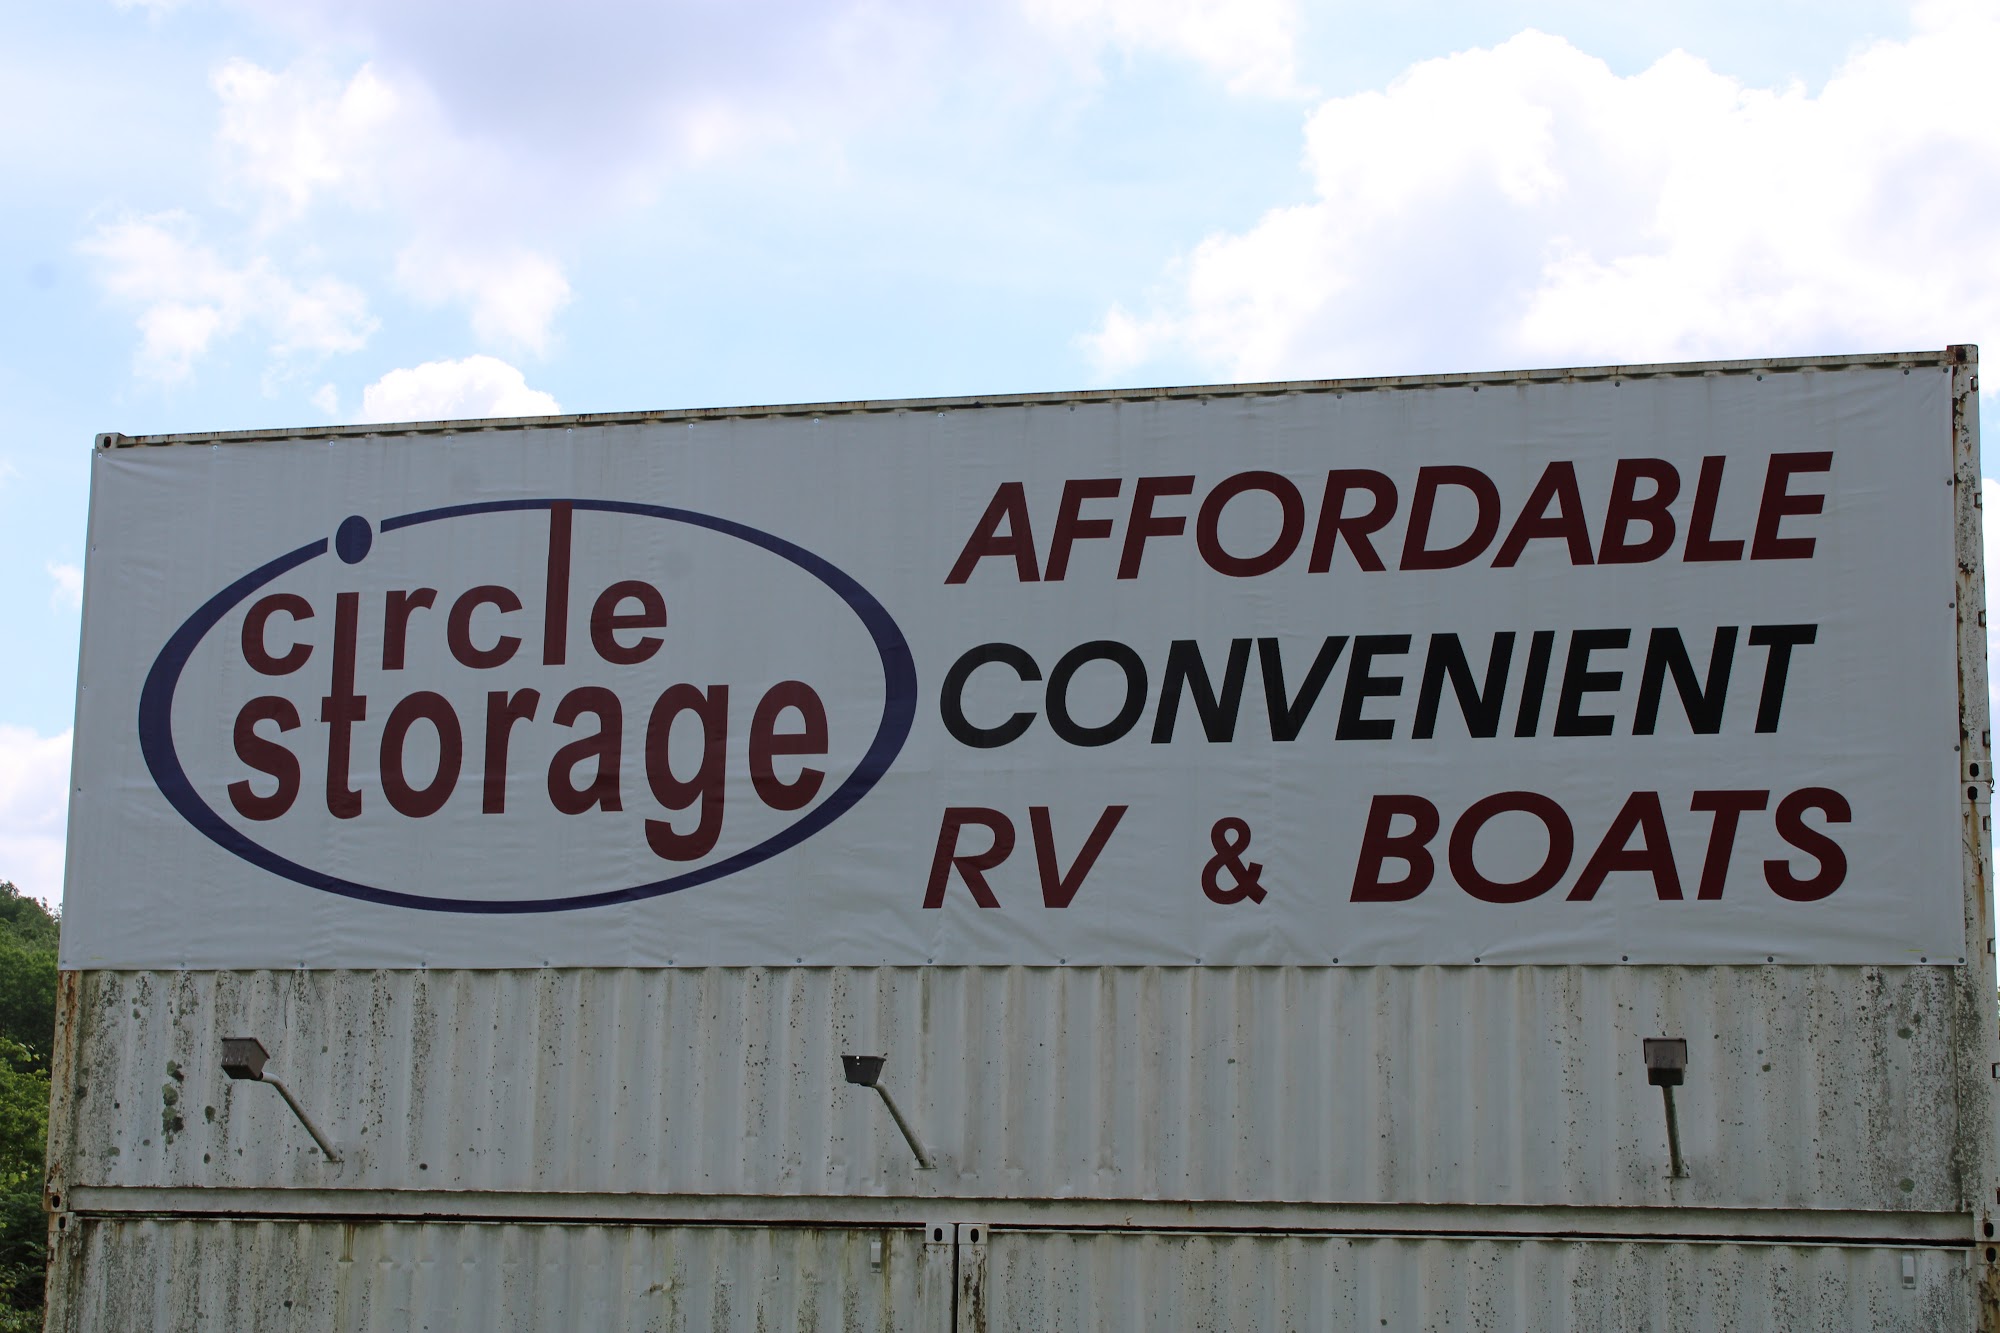 circle
storage
AFFORDABLE
CONVENIENT
RV & BOATS